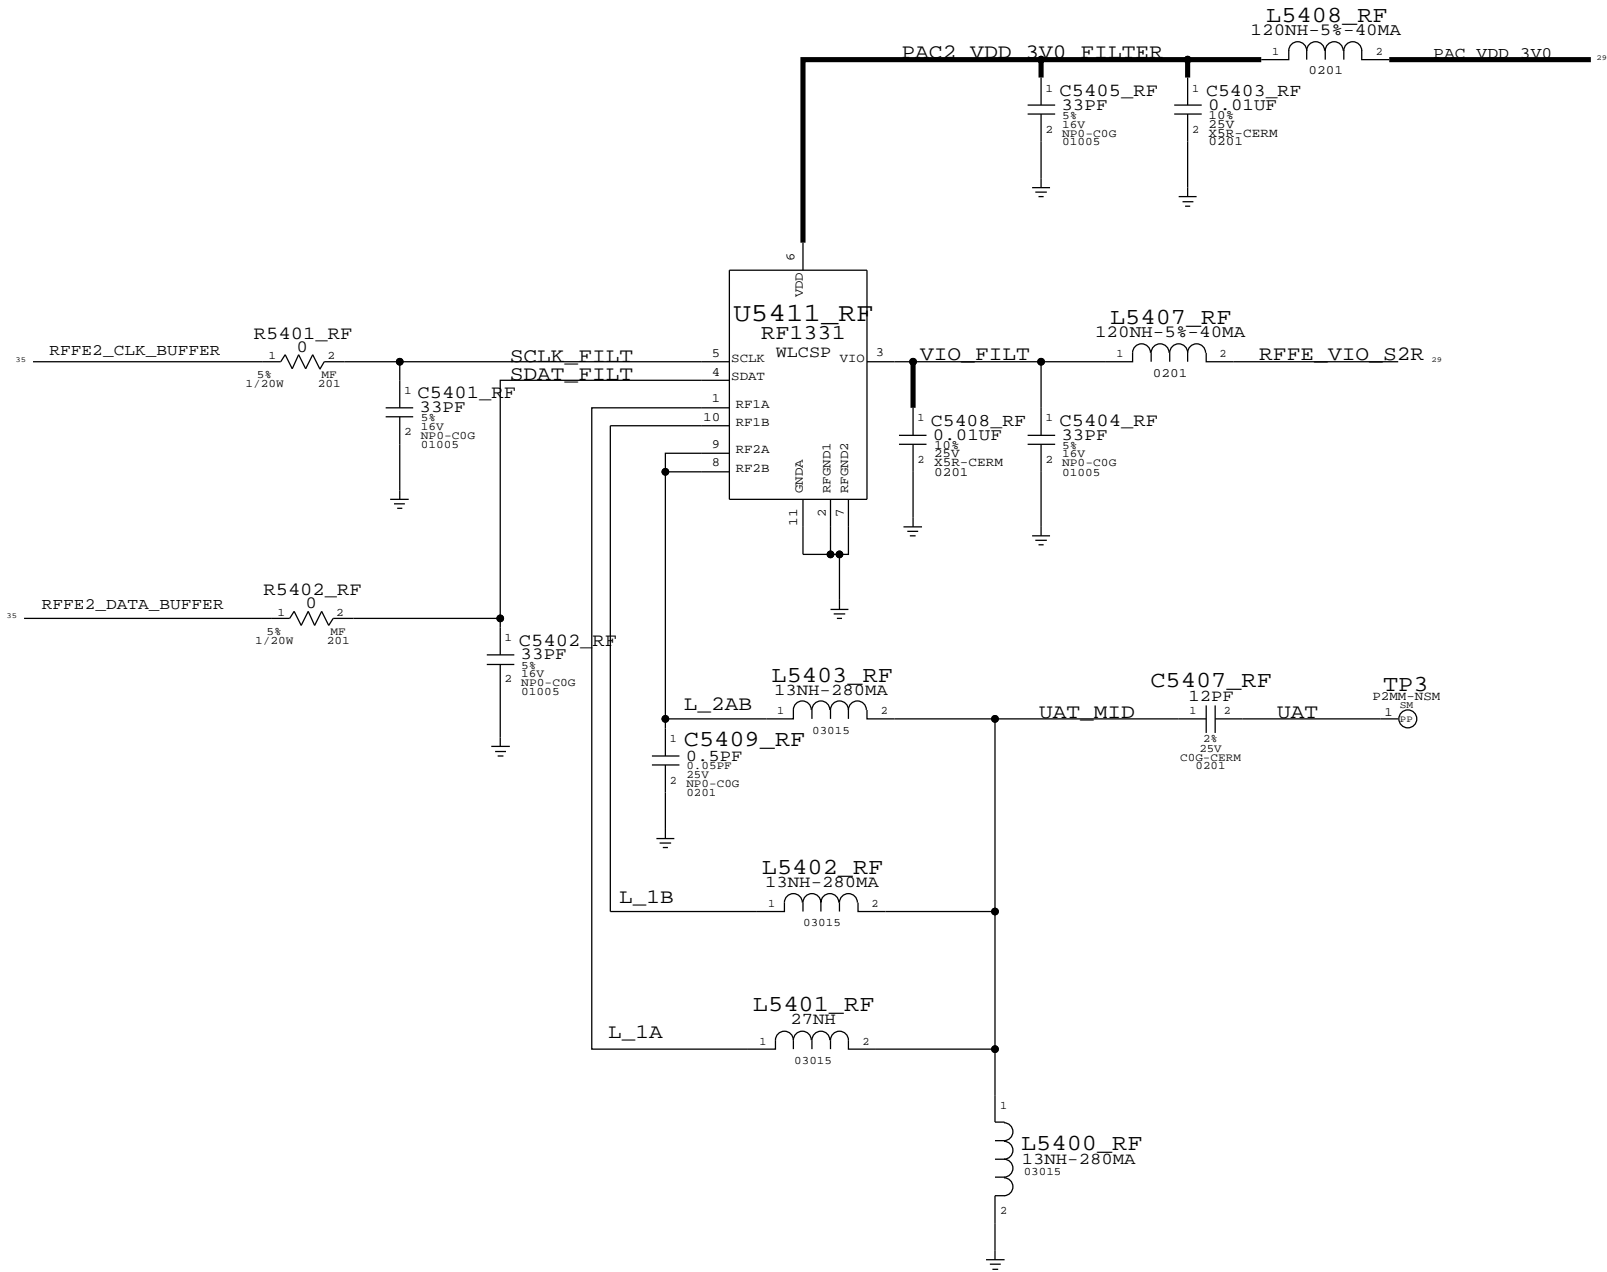 L5408_RF
120NH-5%-40MA
PAC2_VDD_3V0_FILTER
1
2
PAC_VDD_3V0
29
0201
1
C5405_RF
33PF
5%
16V
2
NP0-C0G
01005
1
C5403_RF
0.01UF
10%
25V
2
X5R-CERM
0201
6
VDD
U5411_RF
RF1331
WLCSP
R5401_RF
0
35
RFFE2_CLK_BUFFER
1
2
5%
1/20W
MF
201
SCLK_FILT
5
SCLK
SDAT_FILT
4
SDAT
1
RF1A
10
RF1B
9
RF2A
8
RF2B
VIO
3
VIO_FILT
L5407_RF
120NH-5%-40MA
1
2
0201
RFFE_VIO_S2R
29
1
C5401_RF
33PF
5%
16V
2
NP0-C0G
01005
GNDA
RFGND1
RFGND2
11
2
7
1
C5408_RF
0.01UF
10%
25V
2
X5R-CERM
0201
1
C5404_RF
33PF
5%
16V
2
NP0-C0G
01005
R5402_RF
0
35
RFFE2_DATA_BUFFER
1
2
5%
1/20W
MF
201
1
C5402_RF
33PF
5%
16V
2
NP0-C0G
01005
L5403_RF
13NH-280MA
L_2AB
1
2
03015
UAT_MID
C5407_RF
12PF
1
2
2%
25V
C0G-CERM
0201
UAT
TP3
P2MM-NSM
SM
1
PP
1
C5409_RF
0.5PF
0.05PF
25V
2
NP0-C0G
0201
L5402_RF
13NH-280MA
L_1B
1
2
03015
L5401_RF
27NH
L_1A
1
2
03015
1
L5400_RF
13NH-280MA
03015
2